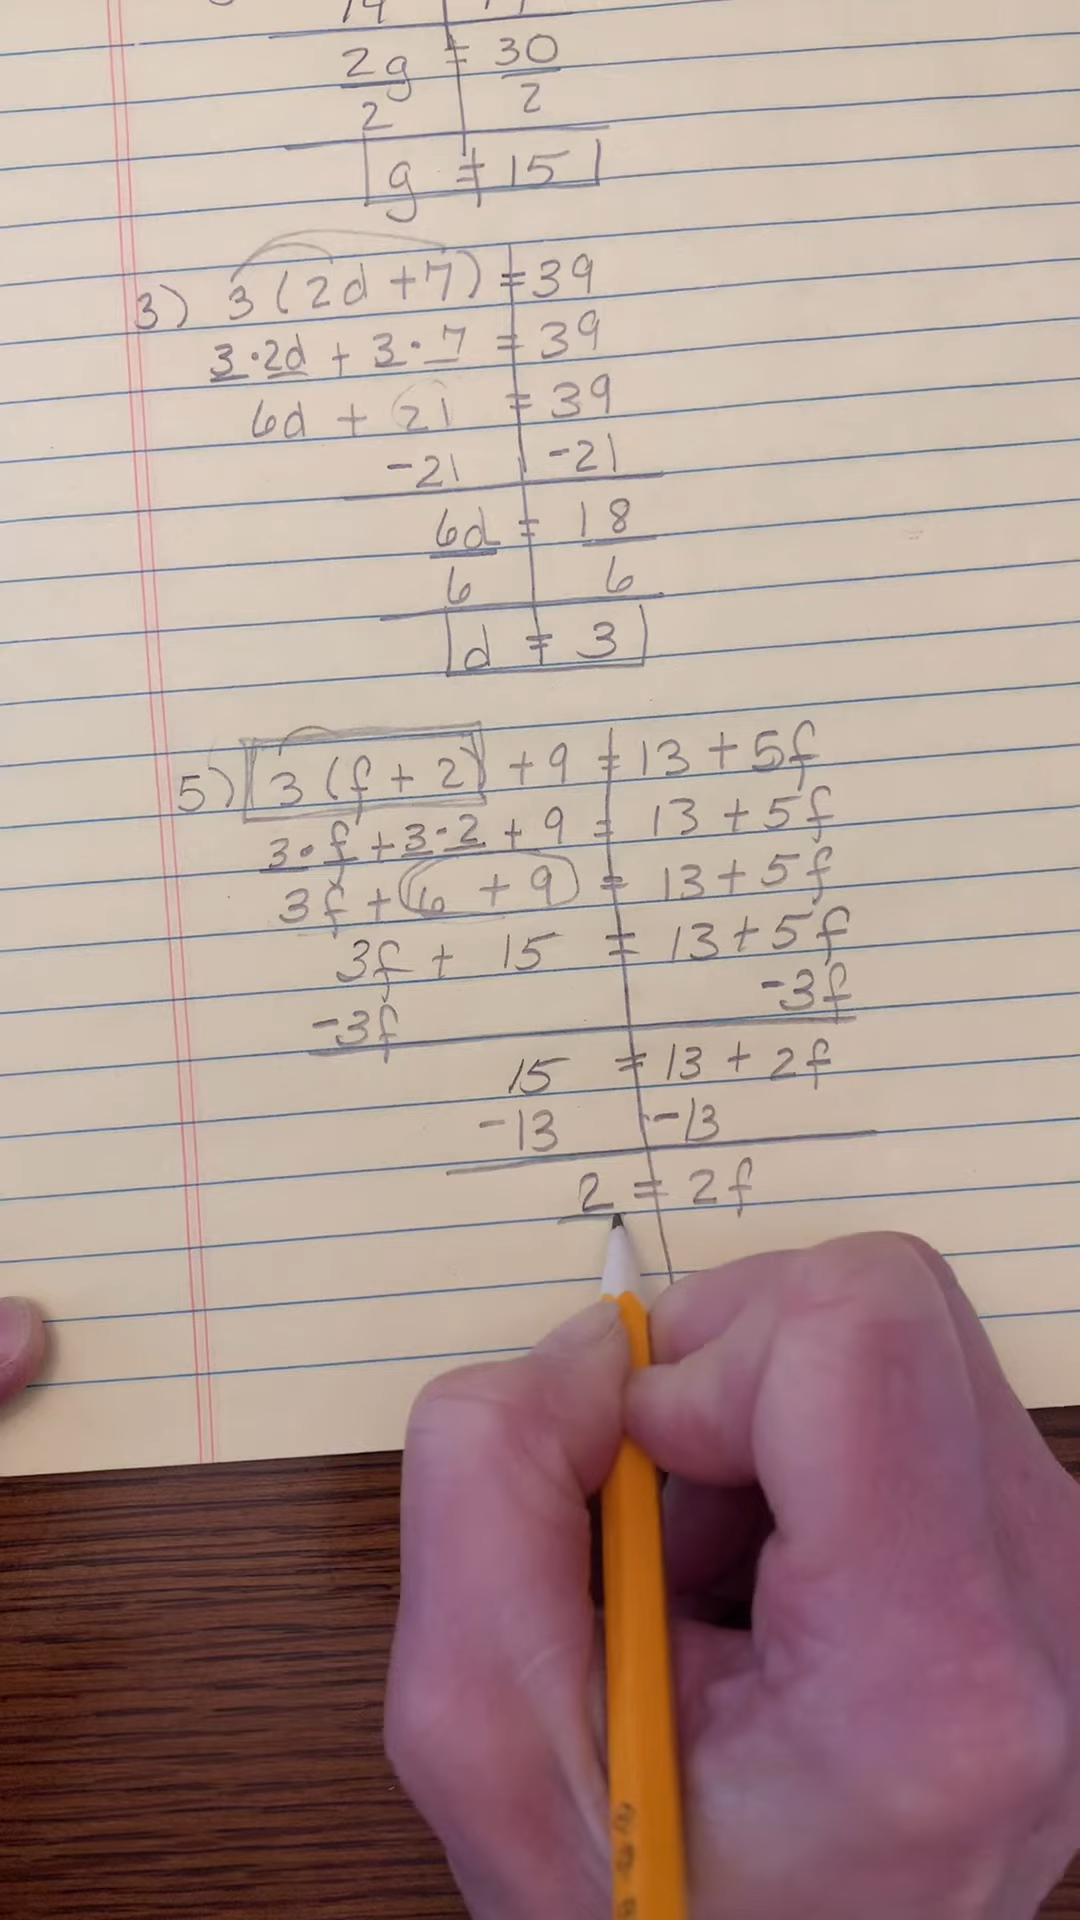 2g = 30
2 2
g = 15
3) 3(2d + 7) = 39
3·2d + 3·7 = 39
6d + 21 = 39
-21 -21
6d = 18
6 6
d = 3
5) 3(f + 2) + 9 = 13 + 5f
3·f + 3·2 + 9 = 13 + 5f
3f + (6 + 9) = 13 + 5f
3f + 15 = 13 + 5f
-3f -3f
15 = 13 + 2f
-13 -13
2 = 2f